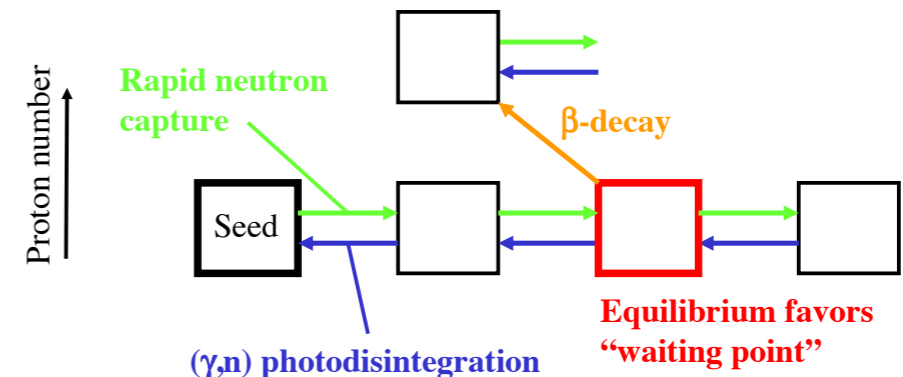 Proton number
Rapid neutron
capture
β-decay
Seed
Equilibrium favors
“waiting point”
(γ,n) photodisintegration